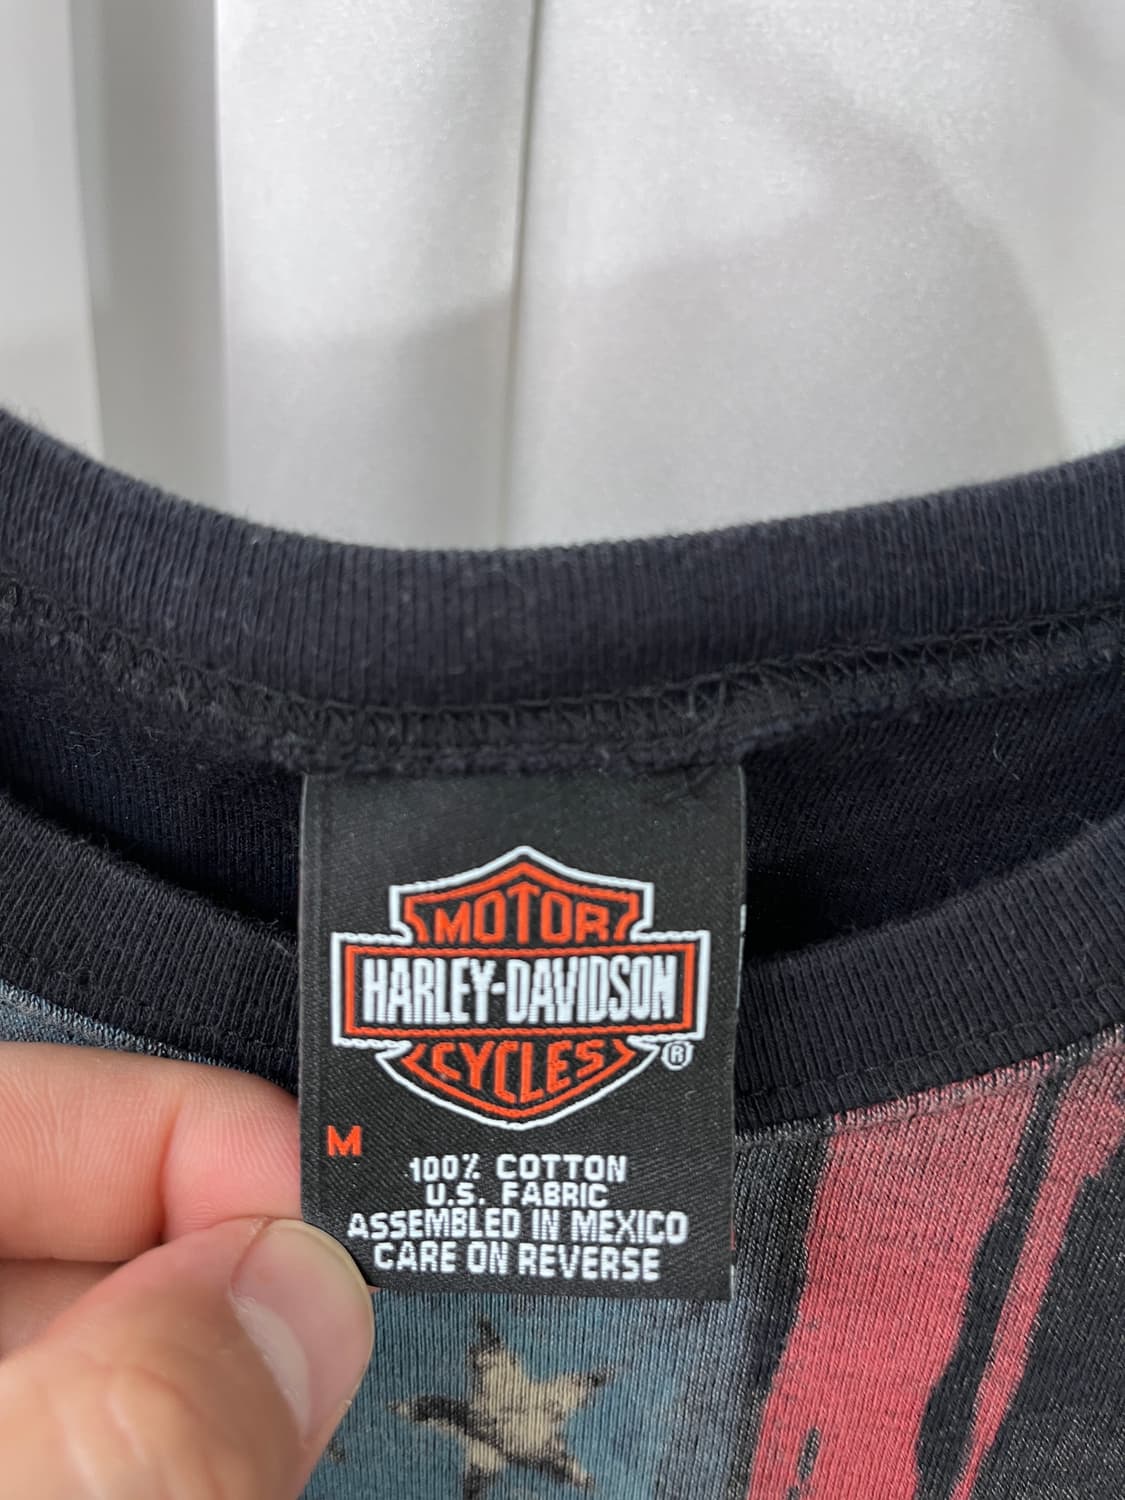 MOTOR
HARLEY-DAVIDSON
CYCLES
®
M
100% COTTON
U.S. FABRIC
ASSEMBLED IN MEXICO
CARE ON REVERSE